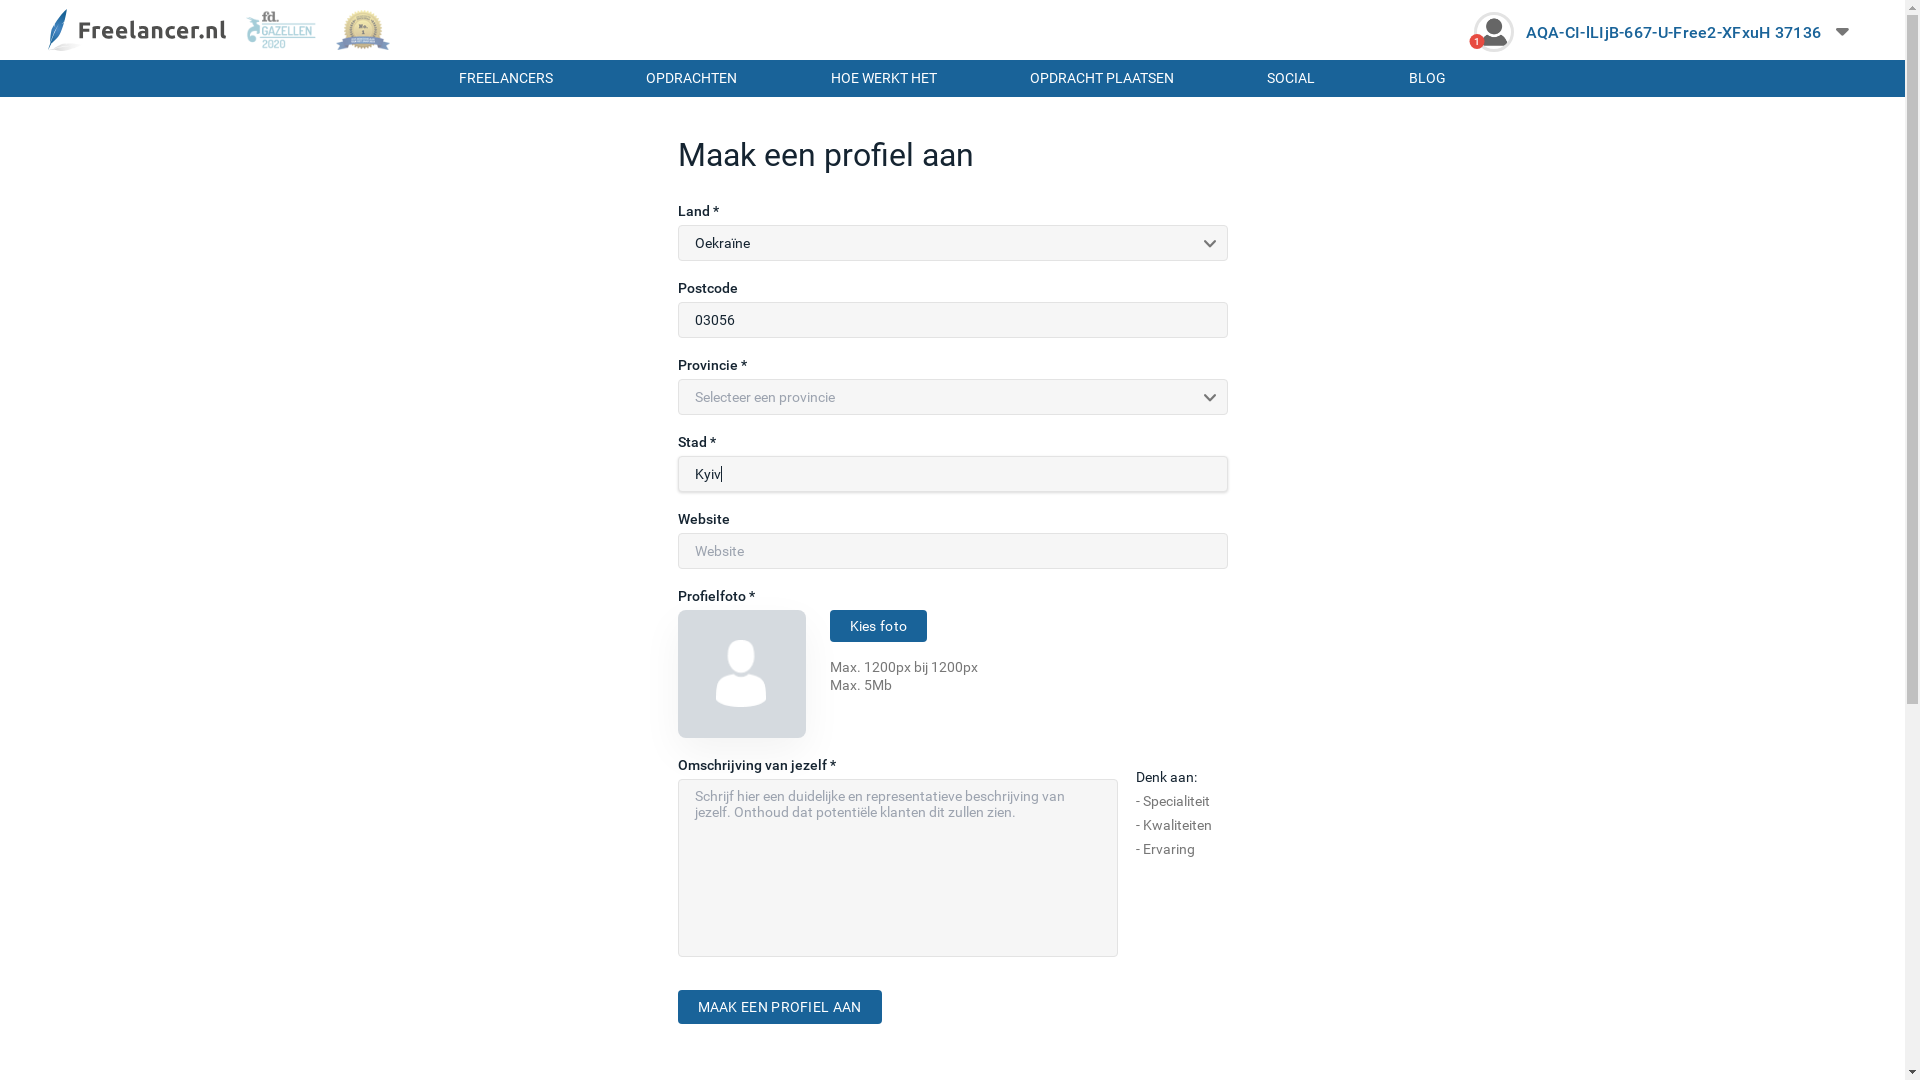 Freelancer.nl
fd.
GAZELLEN
2020
No.
1
1
AQA-CI-lLIjB-667-U-Free2-XFxuH 37136
FREELANCERS OPDRACHTEN HOE WERKT HET OPDRACHT PLAATSEN SOCIAL BLOG
Maak een profiel aan
Land *
Oekraïne
Postcode
03056
Provincie *
Selecteer een provincie
Stad *
Kyiv
Website
Website
Profielfoto *
Kies foto
Max. 1200px bij 1200px
Max. 5Mb
Omschrijving van jezelf *
Schrijf hier een duidelijke en representatieve beschrijving van
jezelf. Onthoud dat potentiële klanten dit zullen zien.
Denk aan:
- Specialiteit
- Kwaliteiten
- Ervaring
MAAK EEN PROFIEL AAN